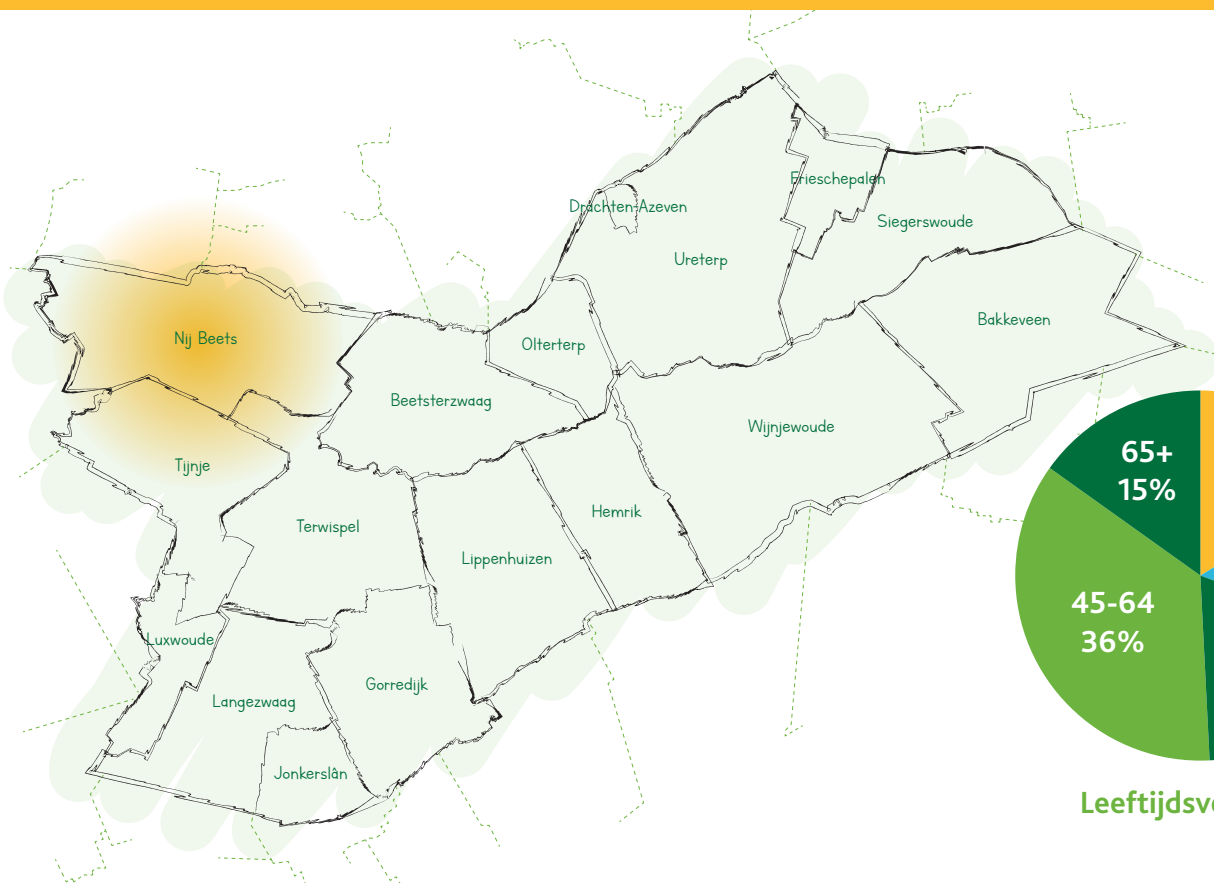 Frieschepalen
Drachten-Azeven
Siegerswoude
Ureterp
Bakkeveen
Nij Beets
Olterterp
Beetsterzwaag
Wijnjewoude
Tijnje
65+
15%
Hemrik
Terwispel
Lippenhuizen
45-64
36%
Luxwoude
Gorredijk
Langezwaag
Jonkerslân
Leeftijdsv